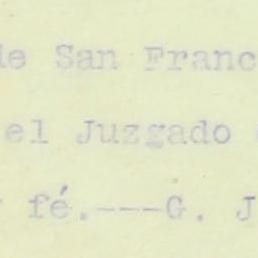 de San Franc
el Juzgado
fé.---G. J